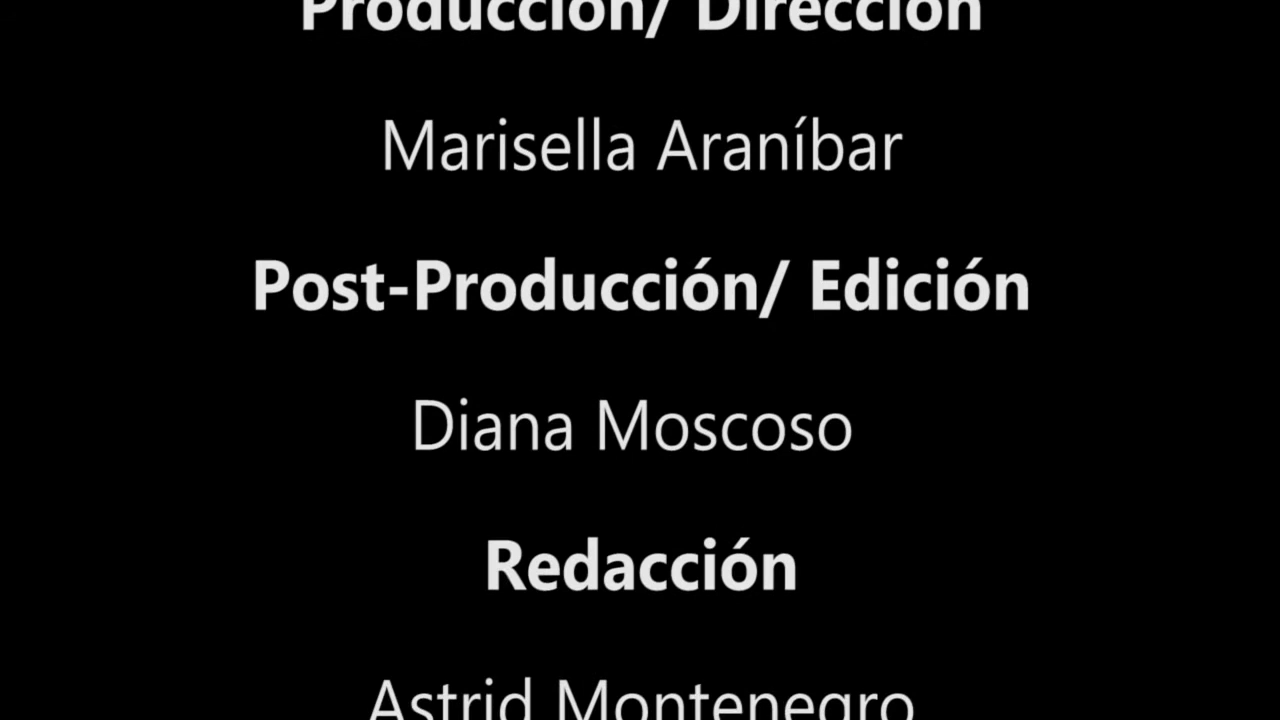 Producción/ Dirección
Marisella Araníbar
Post-Producción/ Edición
Diana Moscoso
Redacción
Astrid Montenegro